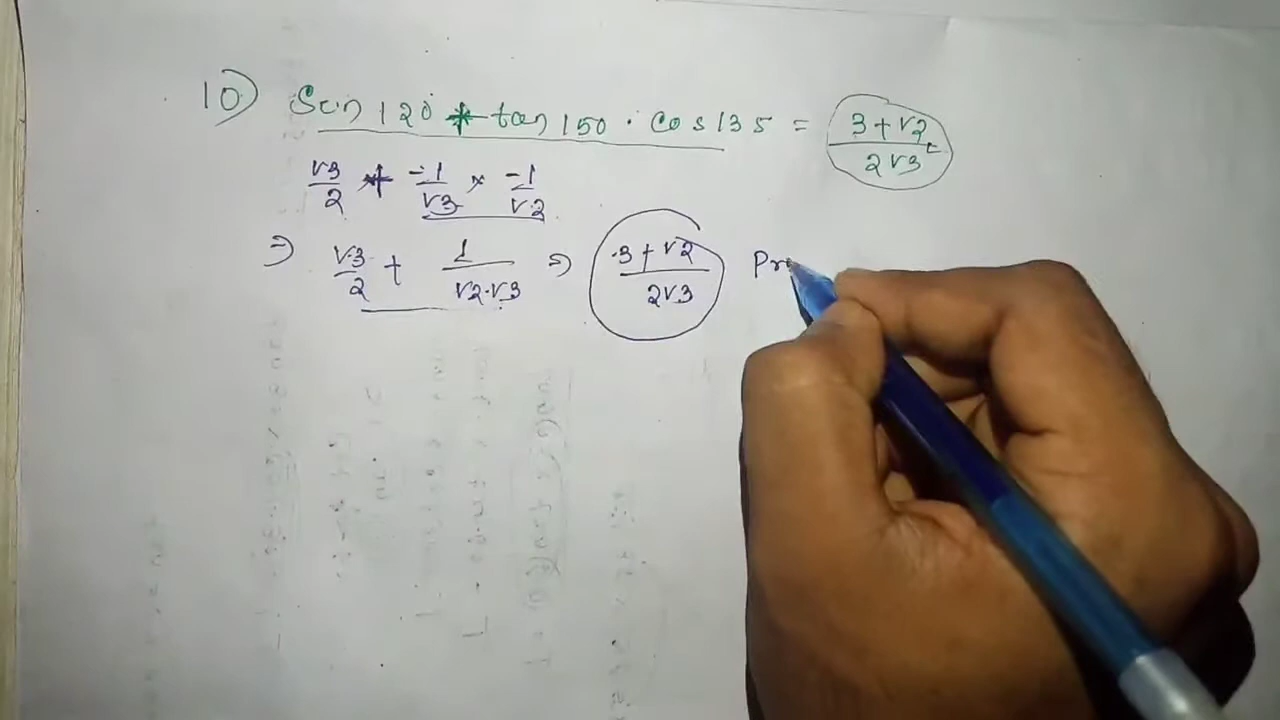 10) Sin 120° + tan 150 · cos 135 = 3+√2 / 2√3
√3/2 + -1/√3 × -1/√2
⇒ √3/2 + 1/√2·√3 ⇒ 3+√2 / 2√3 Pro